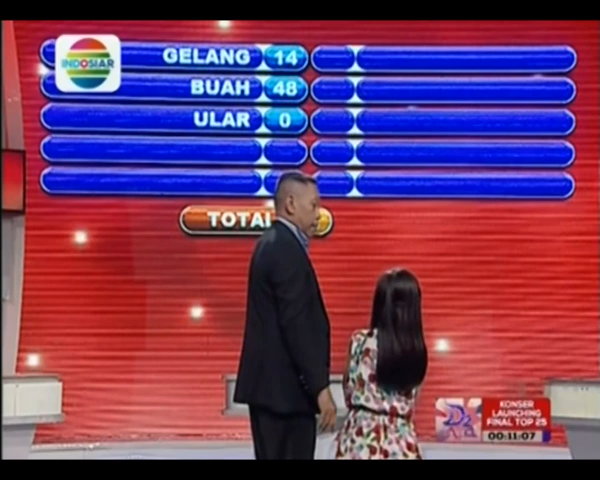 INDOSIAR
GELANG 14
BUAH 48
ULAR 0
TOTAL
KONSER
LAUNCHING
FINAL TOP 25
00:11:07